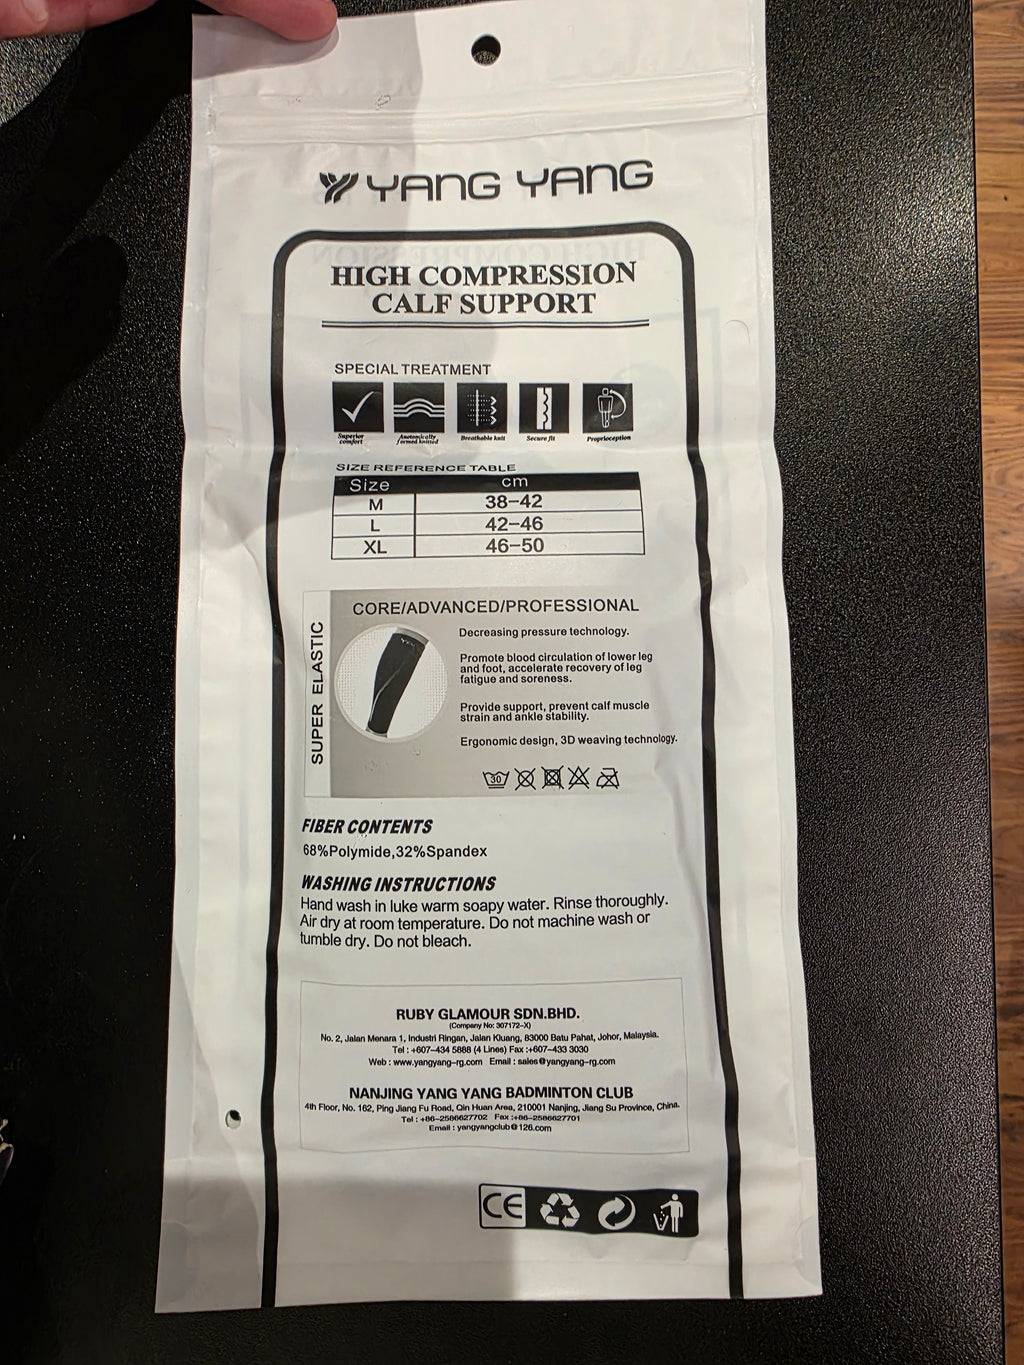 YANG YANG
HIGH COMPRESSION
CALF SUPPORT
SPECIAL TREATMENT
Superior comfort
Anatomically formed knitted
Breathable knit
Secure fit
Proprioception
SIZE REFERENCE TABLE
Size cm
M 38-42
L 42-46
XL 46-50
SUPER ELASTIC
CORE/ADVANCED/PROFESSIONAL
Decreasing pressure technology.
Promote blood circulation of lower leg
and foot, accelerate recovery of leg
fatigue and soreness.
Provide support, prevent calf muscle
strain and ankle stability.
Ergonomic design, 3D weaving technology.
30
FIBER CONTENTS
68%Polymide,32%Spandex
WASHING INSTRUCTIONS
Hand wash in luke warm soapy water. Rinse thoroughly.
Air dry at room temperature. Do not machine wash or
tumble dry. Do not bleach.
RUBY GLAMOUR SDN.BHD.
(Company No: 307172-X)
No. 2, Jalan Menara 1, Industri Ringan, Jalan Kluang, 83000 Batu Pahat, Johor, Malaysia.
Tel : +607-434 5888 (4 Lines) Fax :+607-433 3030
Web : www.yangyang-rg.com Email : sales@yangyang-rg.com
NANJING YANG YANG BADMINTON CLUB
4th Floor, No. 162, Ping Jiang Fu Road, Qin Huan Area, 210001 Nanjing, Jiang Su Province, China.
Tel : +86-2586627702 Fax :+86-2586627701
Email : yangyangclub@126.com
CE